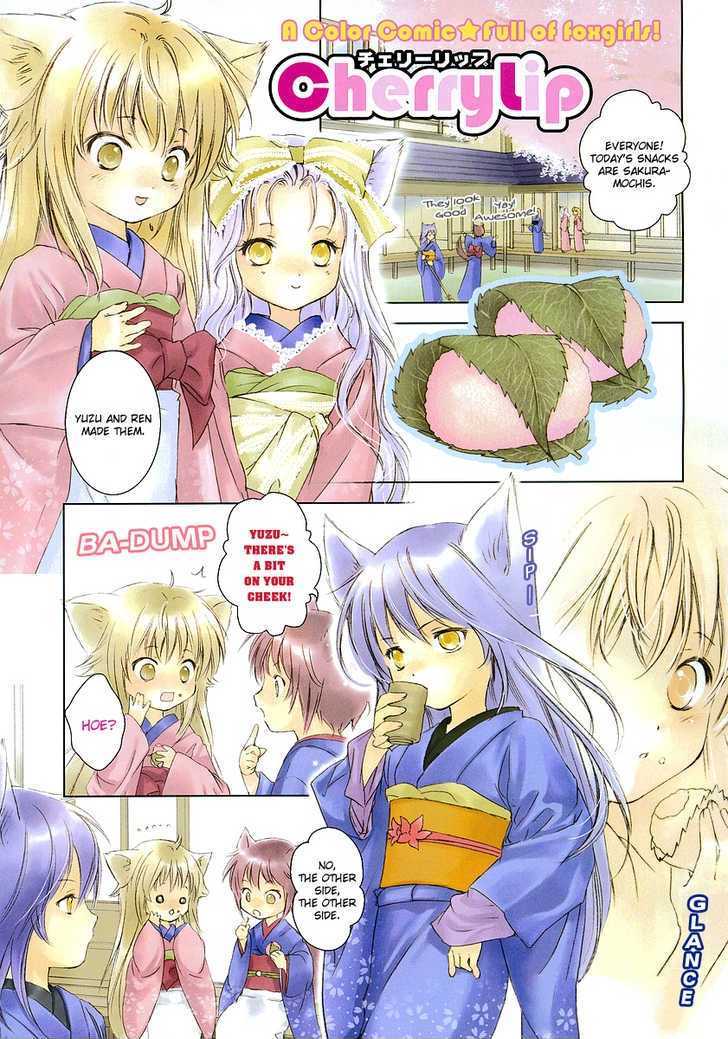 A Color Comic★Full of foxgirls!
チェリーリップ
CherryLip
EVERYONE!
TODAY'S SNACKS
ARE SAKURA-
MOCHIS.
They look
Good
Yay!
Awesome!
YUZU AND REN
MADE THEM.
BA-DUMP
YUZU~
THERE'S
A BIT
ON YOUR
CHEEK!
SIP
HOE?
NO,
THE OTHER
SIDE,
THE OTHER
SIDE.
GLANCE